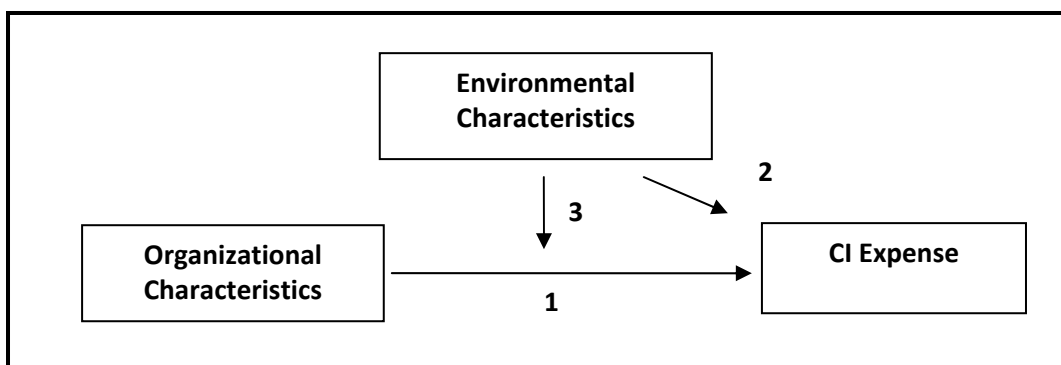 Environmental
Characteristics
2
3
Organizational
Characteristics
CI Expense
1